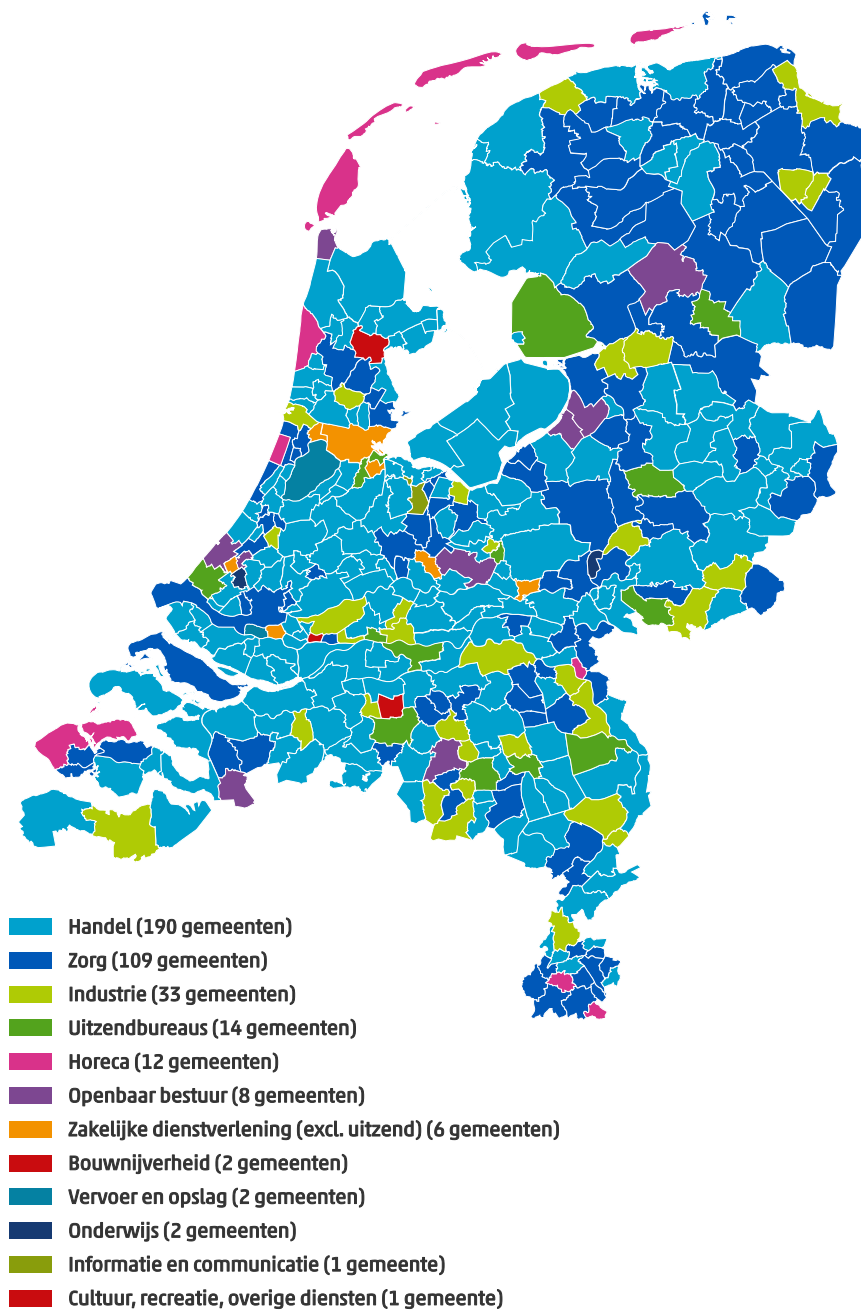 Handel (190 gemeenten)
Zorg (109 gemeenten)
Industrie (33 gemeenten)
Uitzendbureaus (14 gemeenten)
Horeca (12 gemeenten)
Openbaar bestuur (8 gemeenten)
Zakelijke dienstverlening (excl. uitzend) (6 gemeenten)
Bouwnijverheid (2 gemeenten)
Vervoer en opslag (2 gemeenten)
Onderwijs (2 gemeenten)
Informatie en communicatie (1 gemeente)
Cultuur, recreatie, overige diensten (1 gemeente)